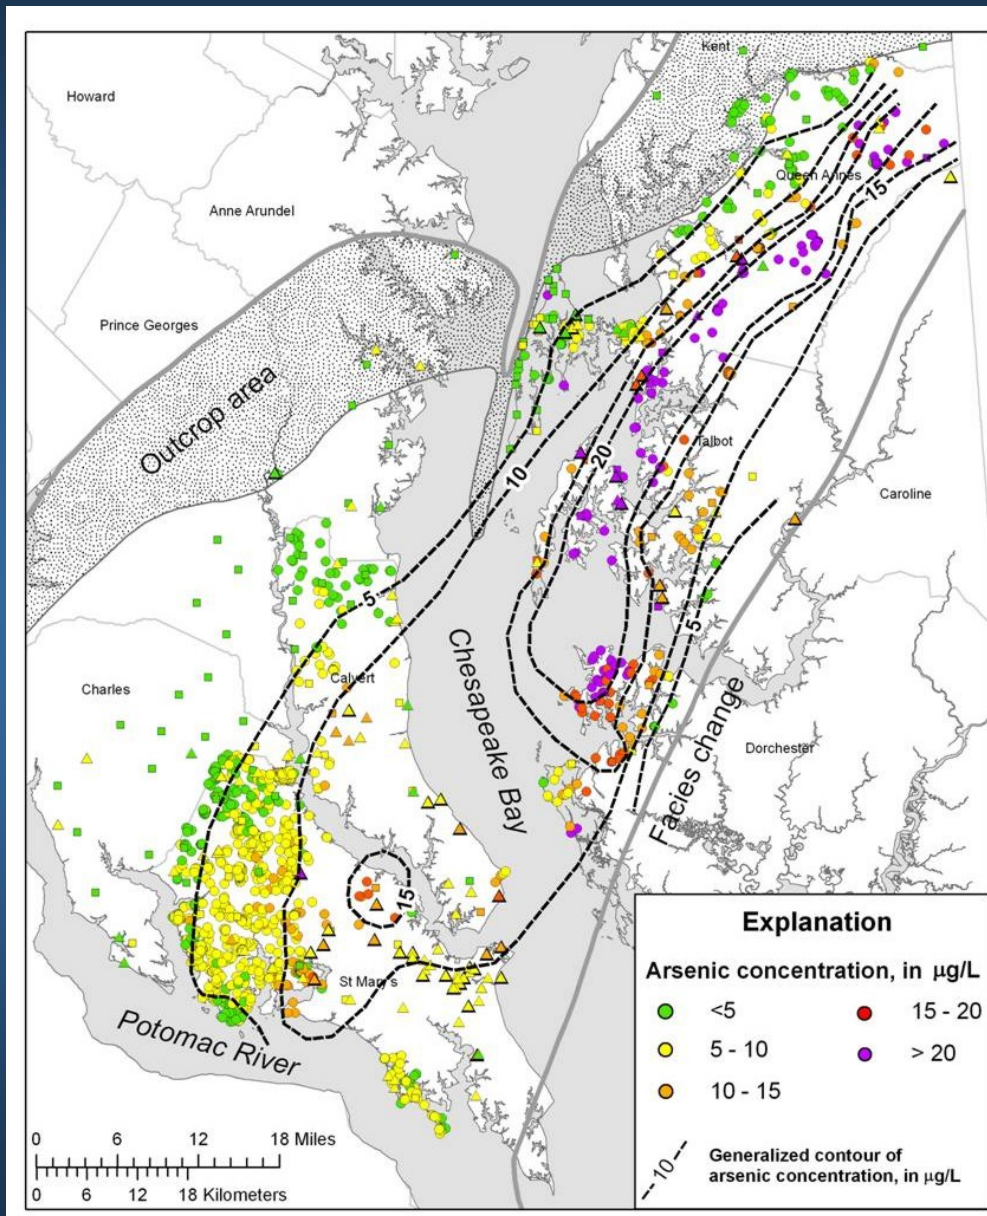 Kent
Howard
Queen Annes
15
Anne Arundel
Prince Georges
Outcrop area
10
20
Talbot
Caroline
5
5
Chesapeake Bay
Calvert
Charles
Facies change
Dorchester
15
St Mary's
Potomac River
0 6 12 18 Miles
0 6 12 18 Kilometers
Explanation
Arsenic concentration, in µg/L
<5
15 - 20
5 - 10
> 20
10 - 15
10
Generalized contour of
arsenic concentration, in µg/L